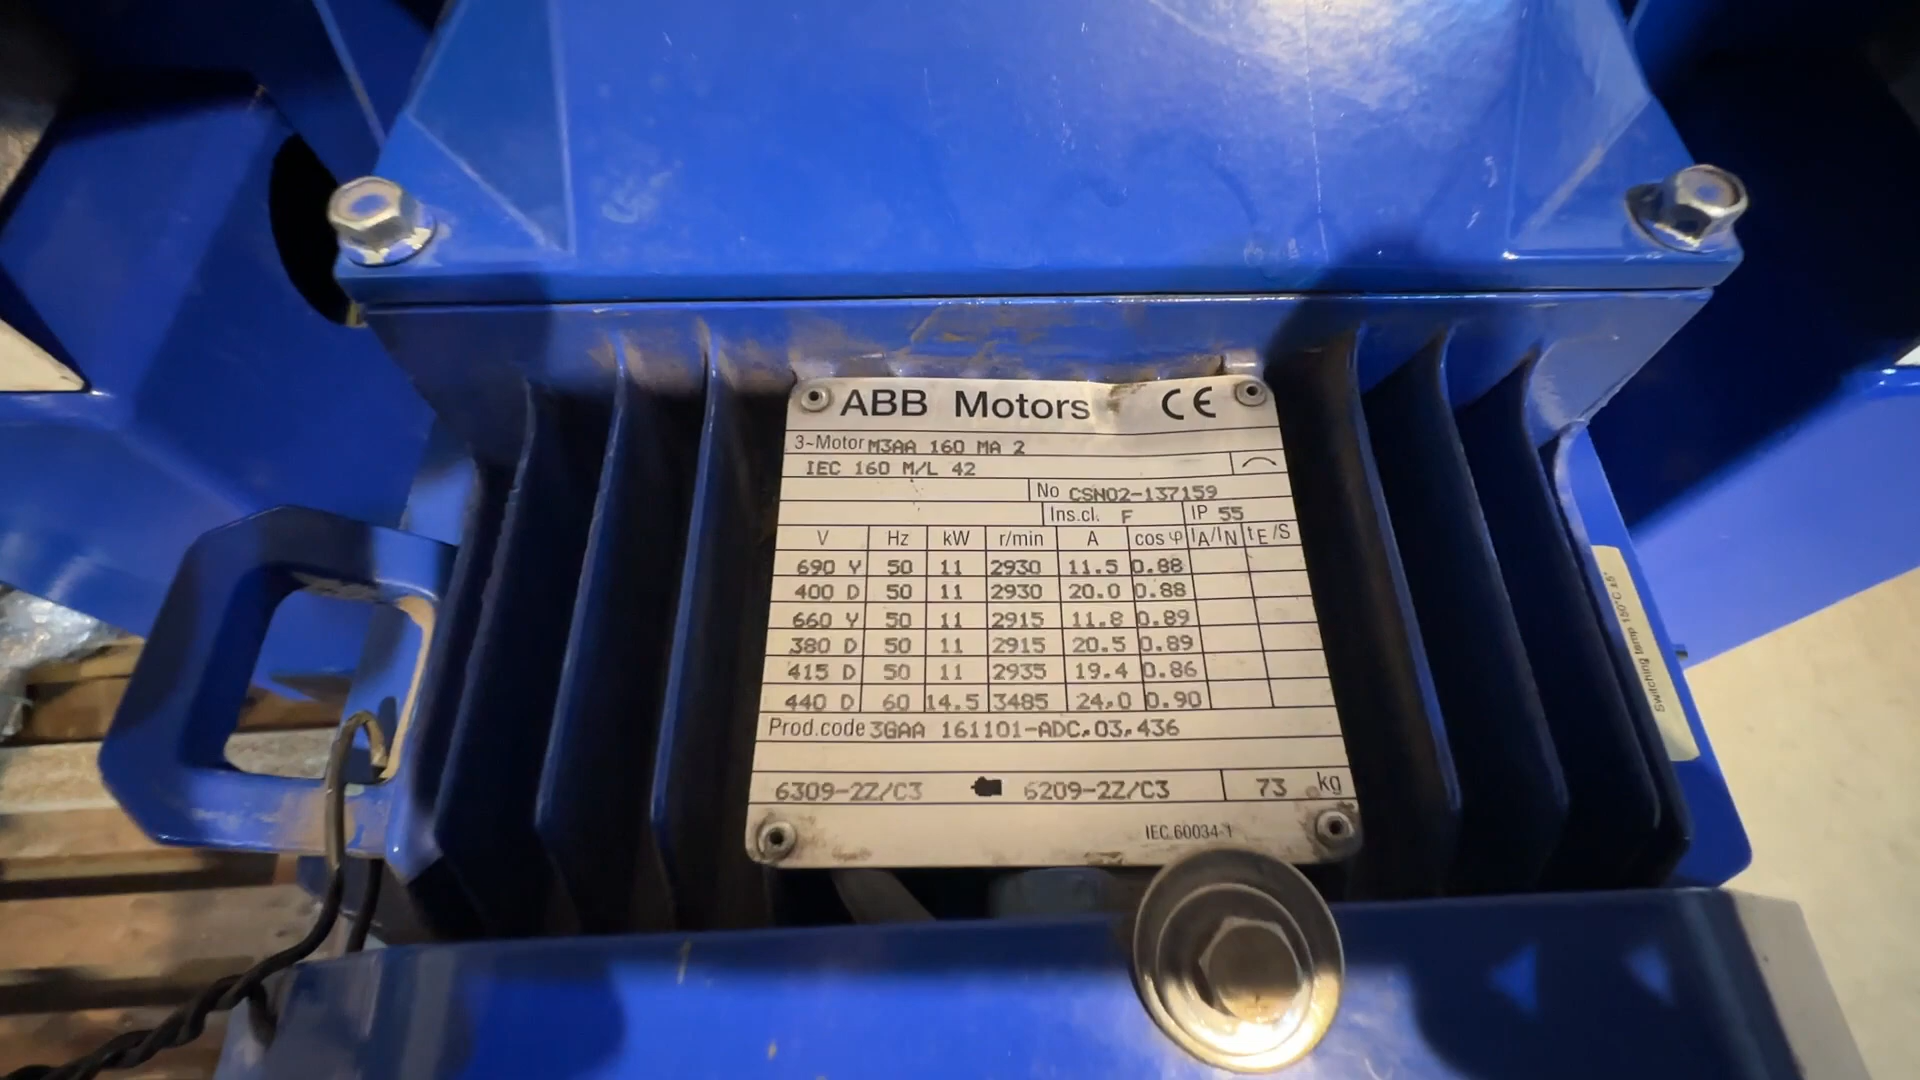 ABB Motors CE
3~Motor M3AA 160 MA 2
IEC 160 M/L 42
No CSN02-137159
Ins.cl. F IP 55
V Hz kW r/min A cos φ IA/IN tE/S
690 Y 50 11 2930 11.5 0.88
400 D 50 11 2930 20.0 0.88
660 Y 50 11 2915 11.8 0.89
380 D 50 11 2915 20.5 0.89
415 D 50 11 2935 19.4 0.86
440 D 60 14.5 3485 24.0 0.90
Prod.code 3GAA 161101-ADC.03.436
6309-2Z/C3 6209-2Z/C3 73 kg
IEC 60034-1
Switching temp 150°C ±5°